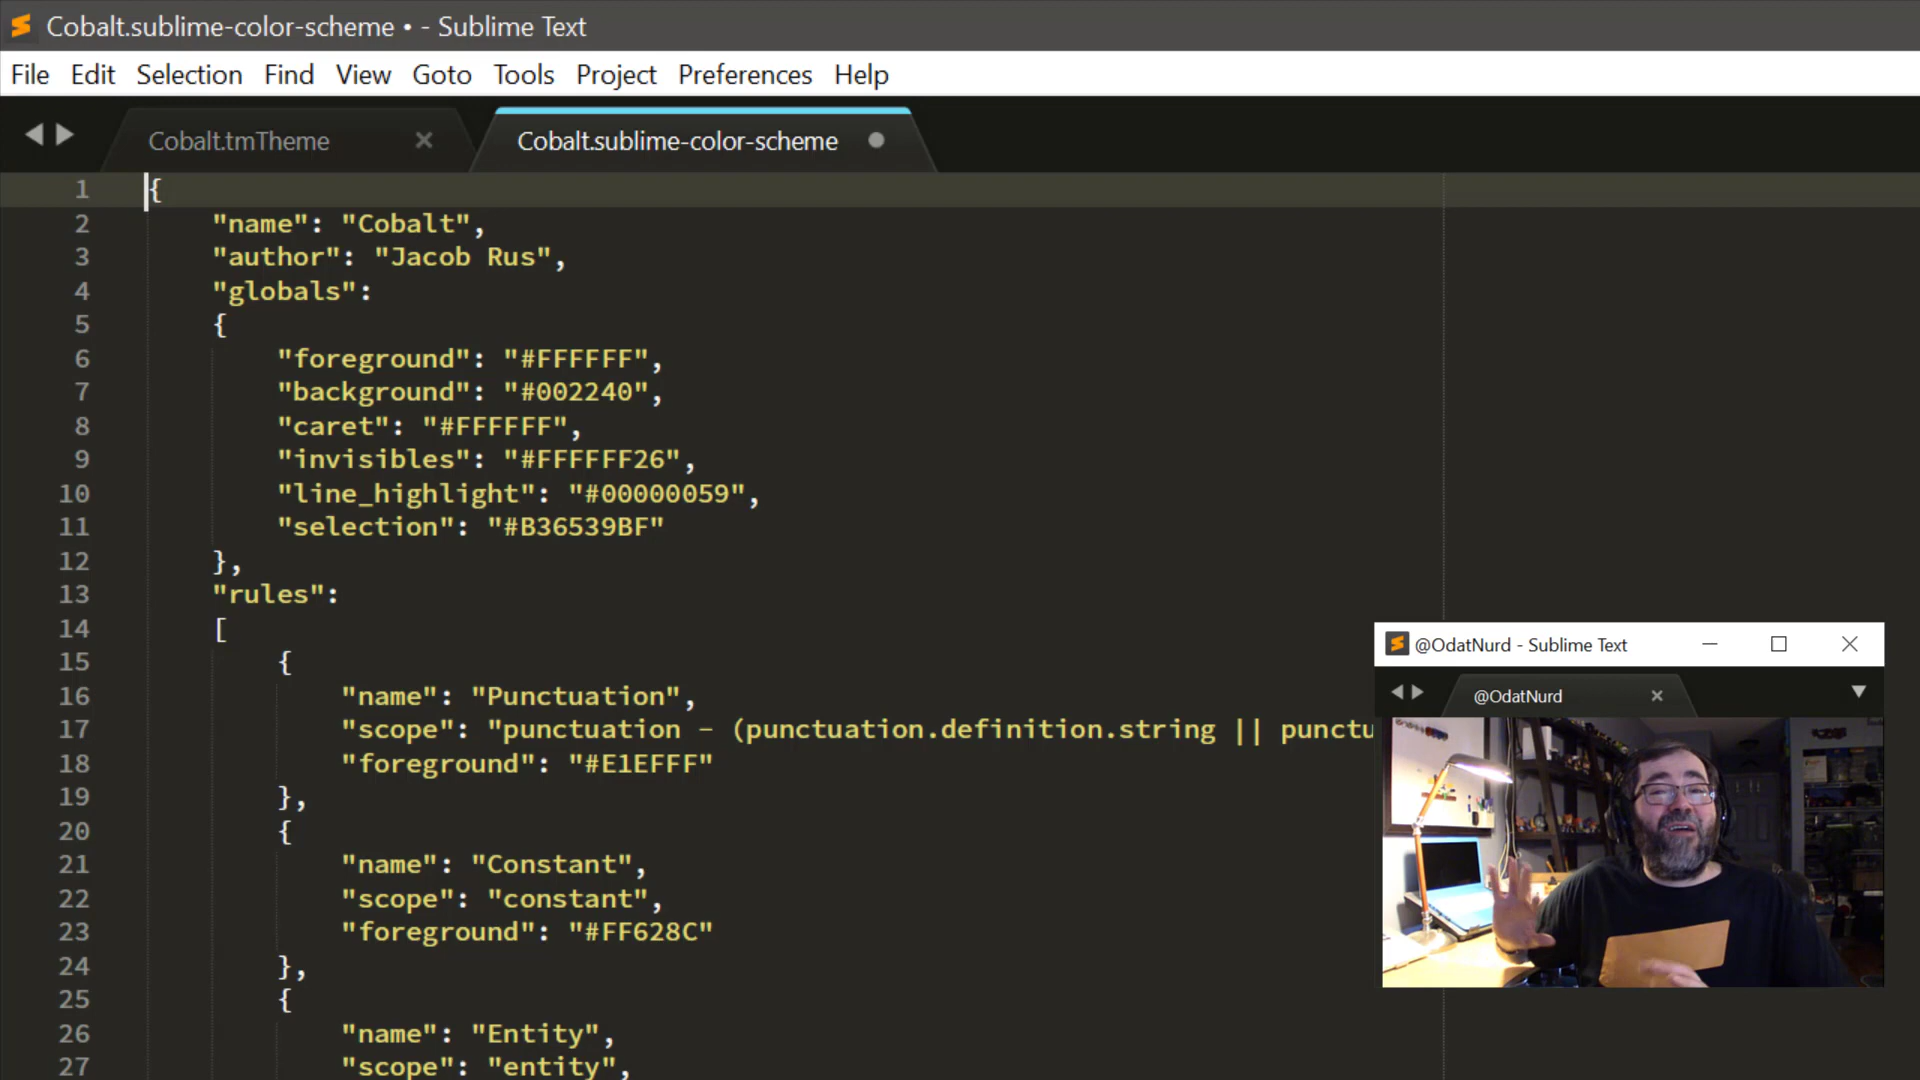 Cobalt.sublime-color-scheme • - Sublime Text
File Edit Selection Find View Goto Tools Project Preferences Help
Cobalt.tmTheme
Cobalt.sublime-color-scheme
1 {
2 "name": "Cobalt",
3 "author": "Jacob Rus",
4 "globals":
5 {
6 "foreground": "#FFFFFF",
7 "background": "#002240",
8 "caret": "#FFFFFF",
9 "invisibles": "#FFFFFF26",
10 "line_highlight": "#00000059",
11 "selection": "#B36539BF"
12 },
13 "rules":
14 [
15 {
16 "name": "Punctuation",
17 "scope": "punctuation - (punctuation.definition.string || punctu
18 "foreground": "#E1EFFF"
19 },
20 {
21 "name": "Constant",
22 "scope": "constant",
23 "foreground": "#FF628C"
24 },
25 {
26 "name": "Entity",
27 "scope": "entity",
@OdatNurd - Sublime Text
@OdatNurd